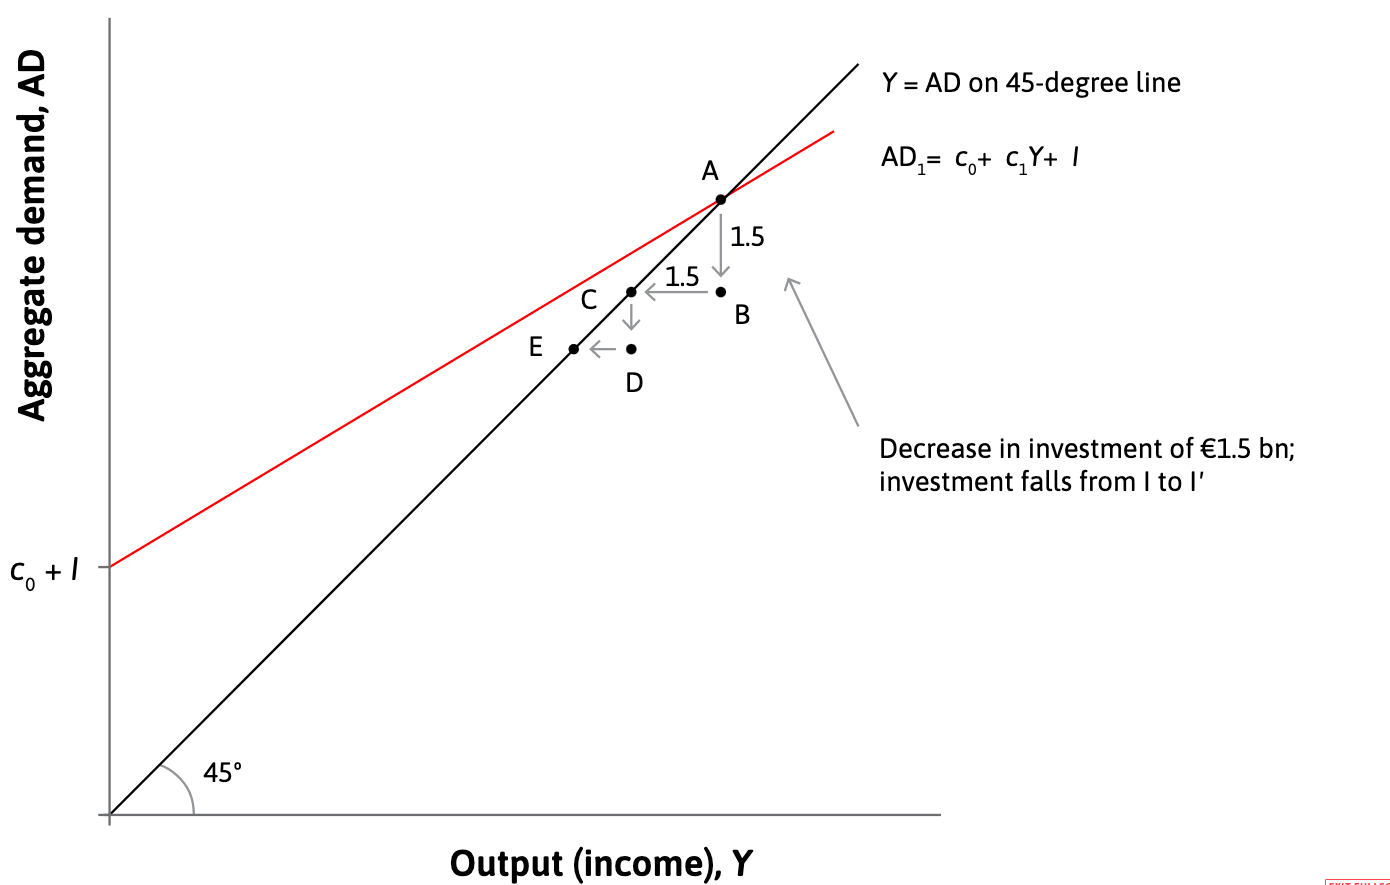 Aggregate demand, AD
Y = AD on 45-degree line
AD₁= c₀+ c₁Y+ I
A
1.5
1.5
C
B
E
D
Decrease in investment of €1.5 bn;
investment falls from I to I′
c₀ + I
45°
Output (income), Y